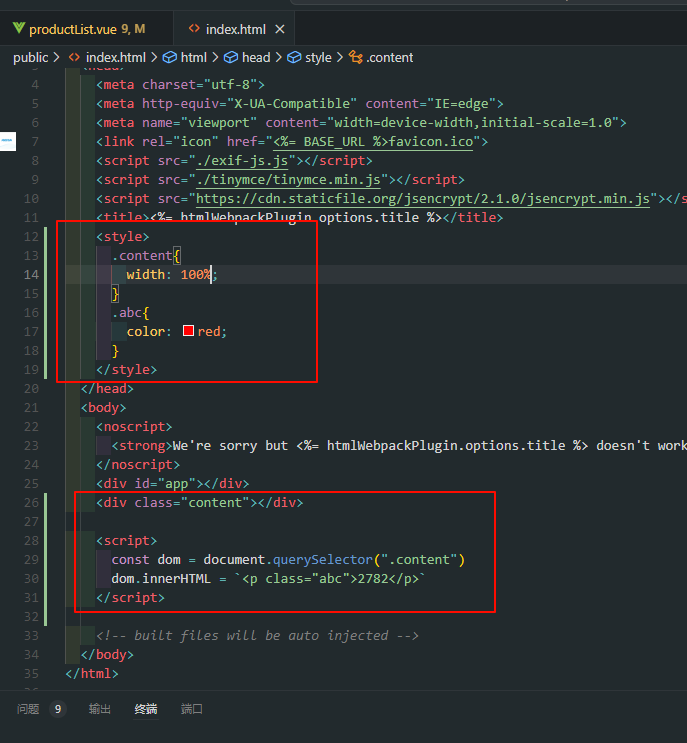 productList.vue 9, M
index.html
public > index.html > html > head > style > .content
3 <head>
4 <meta charset="utf-8">
5 <meta http-equiv="X-UA-Compatible" content="IE=edge">
6 <meta name="viewport" content="width=device-width,initial-scale=1.0">
7 <link rel="icon" href="<%= BASE_URL %>favicon.ico">
8 <script src="./exif-js.js"></script>
9 <script src="./tinymce/tinymce.min.js"></script>
10 <script src="https://cdn.staticfile.org/jsencrypt/2.1.0/jsencrypt.min.js"></s
11 <title><%= htmlWebpackPlugin.options.title %></title>
12 <style>
13 .content{
14 width: 100%;
15 }
16 .abc{
17 color: red;
18 }
19 </style>
20 </head>
21 <body>
22 <noscript>
23 <strong>We're sorry but <%= htmlWebpackPlugin.options.title %> doesn't work
24 </noscript>
25 <div id="app"></div>
26 <div class="content"></div>
27
28 <script>
29 const dom = document.querySelector(".content")
30 dom.innerHTML = `<p class="abc">2782</p>`
31 </script>
32
33 <!-- built files will be auto injected -->
34 </body>
35 </html>
问题 9 输出 终端 端口